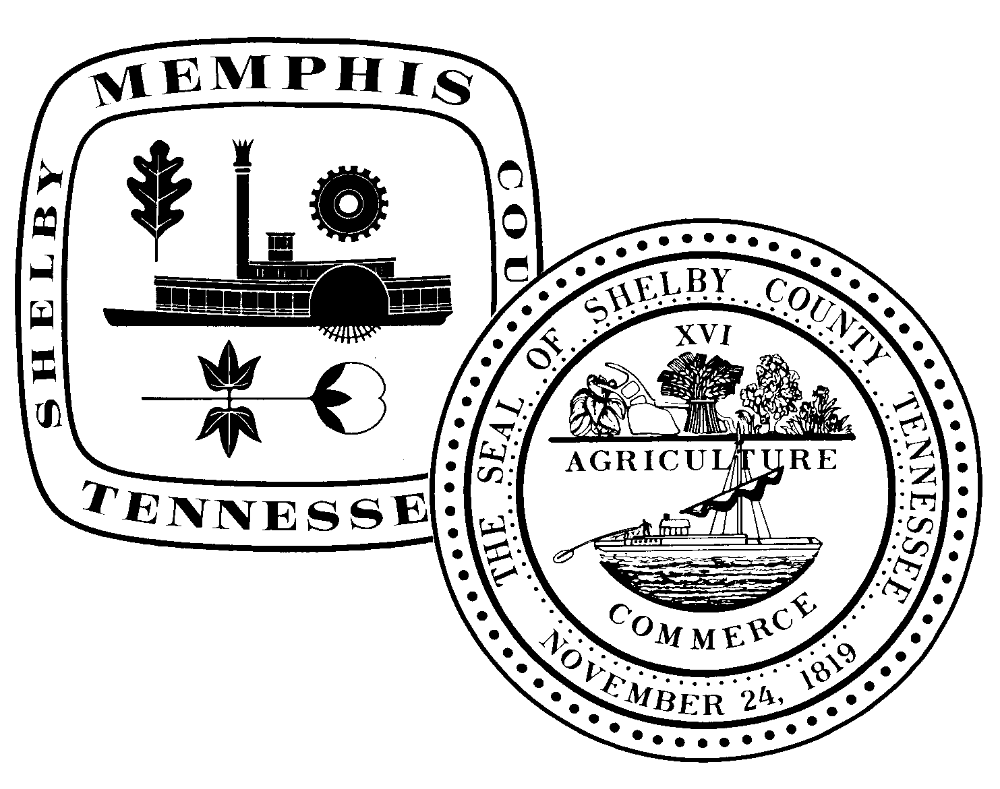 MEMPHIS
SHELBY
COU
TENNESSE
THE SEAL OF SHELBY COUNTY TENNESSEE
XVI
AGRICULTURE
COMMERCE
NOVEMBER 24, 1819